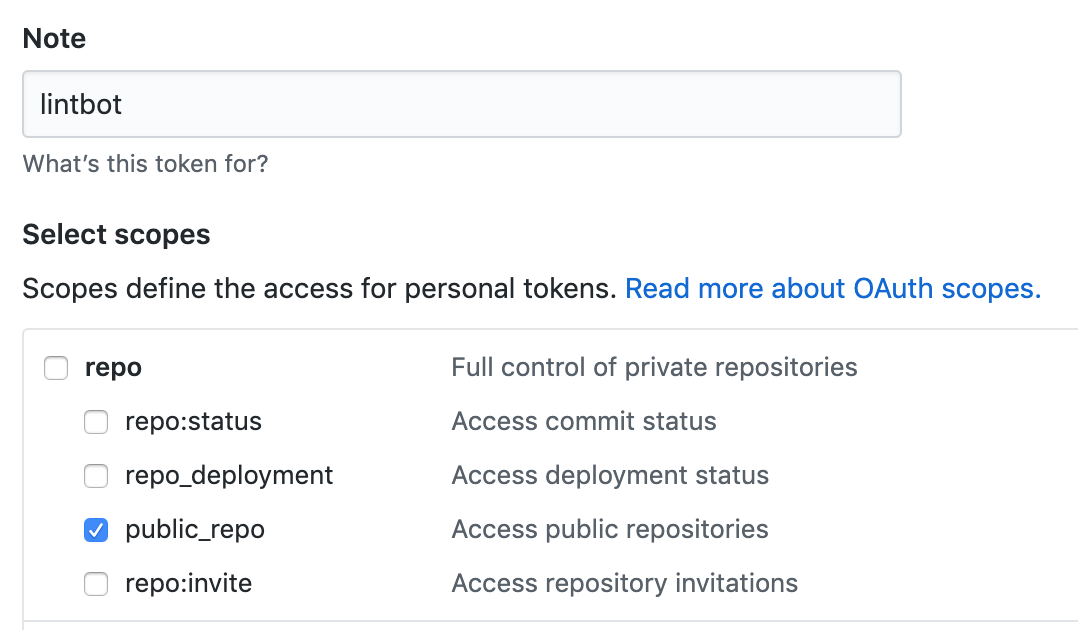 Note
lintbot
What's this token for?
Select scopes
Scopes define the access for personal tokens. Read more about OAuth scopes.
repo Full control of private repositories
repo:status Access commit status
repo_deployment Access deployment status
public_repo Access public repositories
repo:invite Access repository invitations